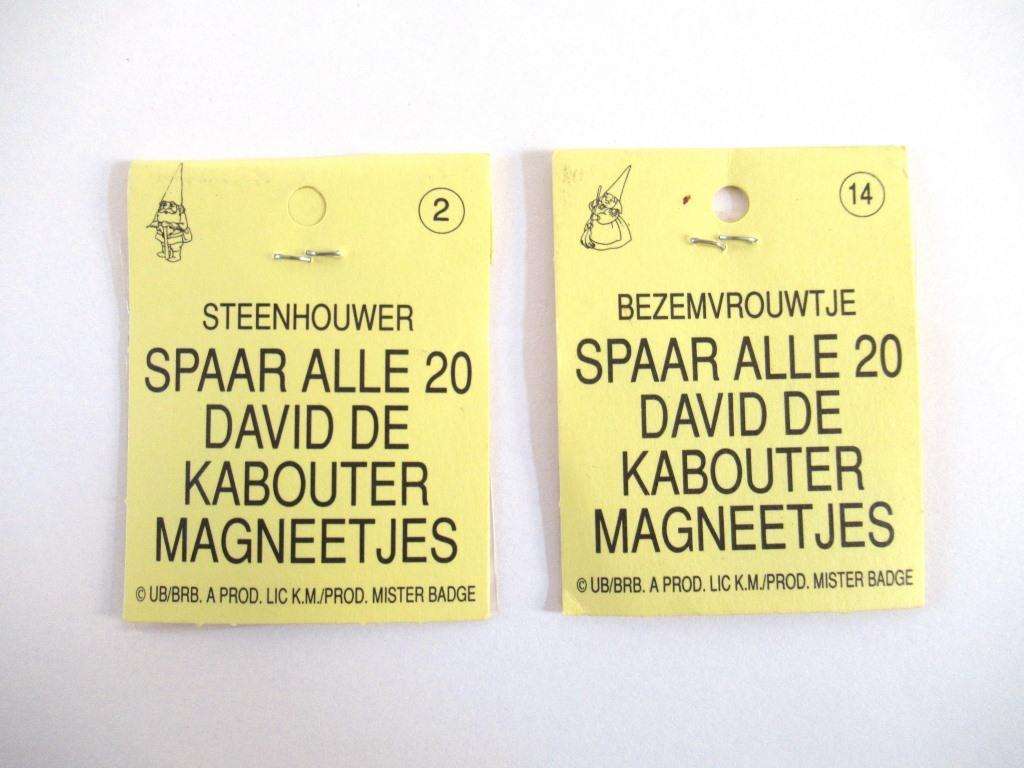 2
STEENHOUWER
SPAAR ALLE 20
DAVID DE
KABOUTER
MAGNEETJES
© UB/BRB. A PROD. LIC K.M./PROD. MISTER BADGE
14
BEZEMVROUWTJE
SPAAR ALLE 20
DAVID DE
KABOUTER
MAGNEETJES
© UB/BRB. A PROD. LIC K.M./PROD. MISTER BADGE